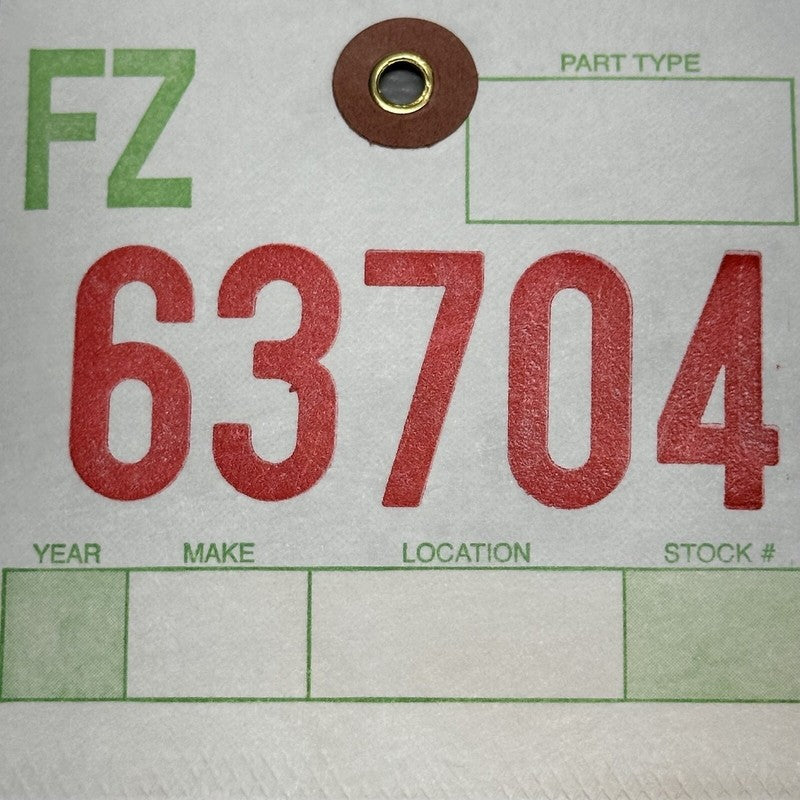 FZ
PART TYPE
63704
YEAR MAKE LOCATION STOCK #